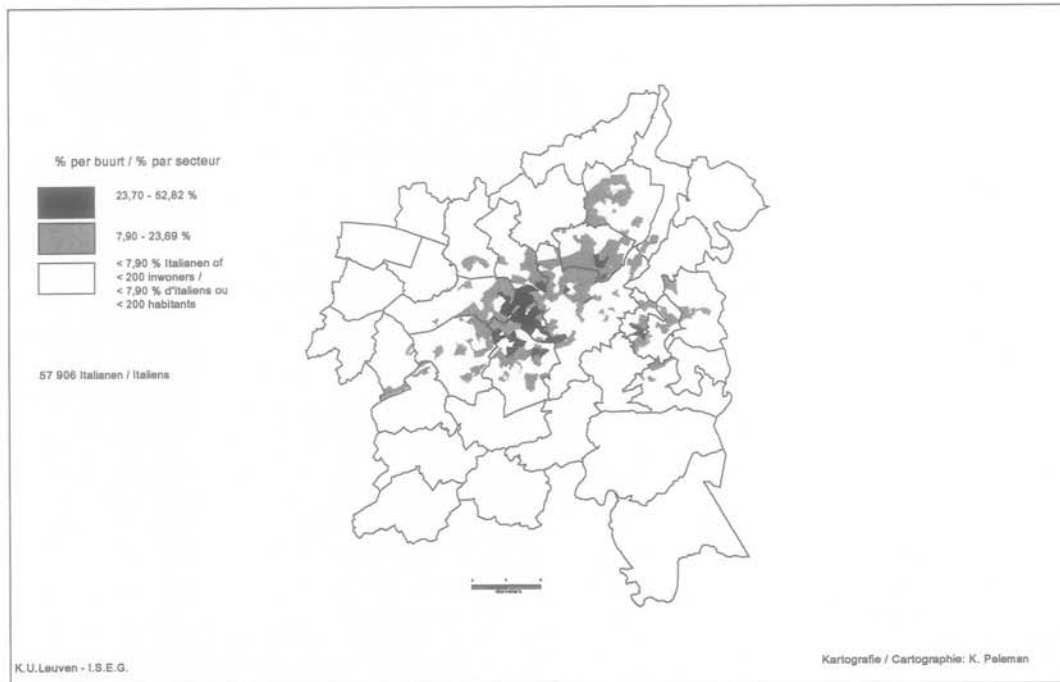 % per buurt / % par secteur
23,70 - 52,82 %
7,90 - 23,69 %
< 7,90 % Italianen of
< 200 inwoners /
< 7,90 % d'Italiens ou
< 200 habitants
57 906 Italianen / Italiens
K.U.Leuven - I.S.E.G.
Kartografie / Cartographie: K. Peleman